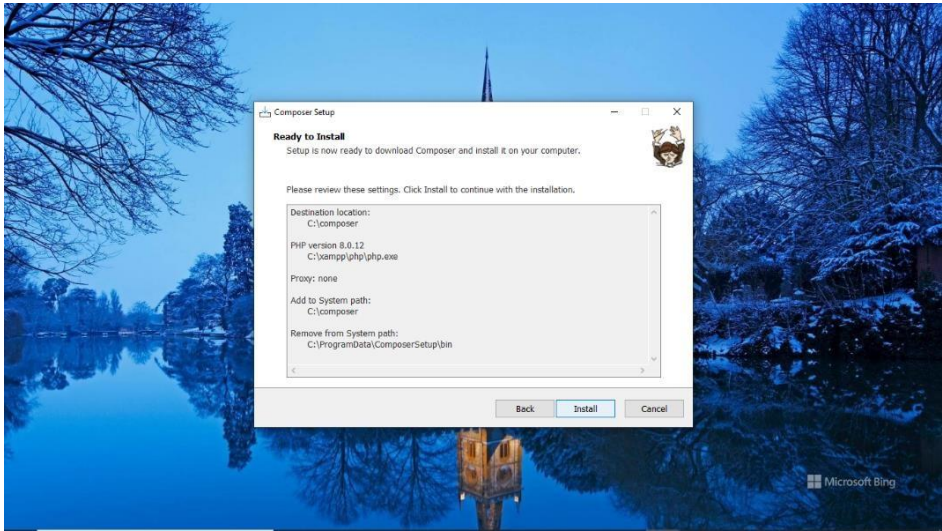 Composer Setup
Ready to Install
Setup is now ready to download Composer and install it on your computer.
Please review these settings. Click Install to continue with the installation.
Destination location:
C:\composer
PHP version 8.0.12
C:\xampp\php\php.exe
Proxy: none
Add to System path:
C:\composer
Remove from System path:
C:\ProgramData\ComposerSetup\bin
Back Install Cancel
Microsoft Bing